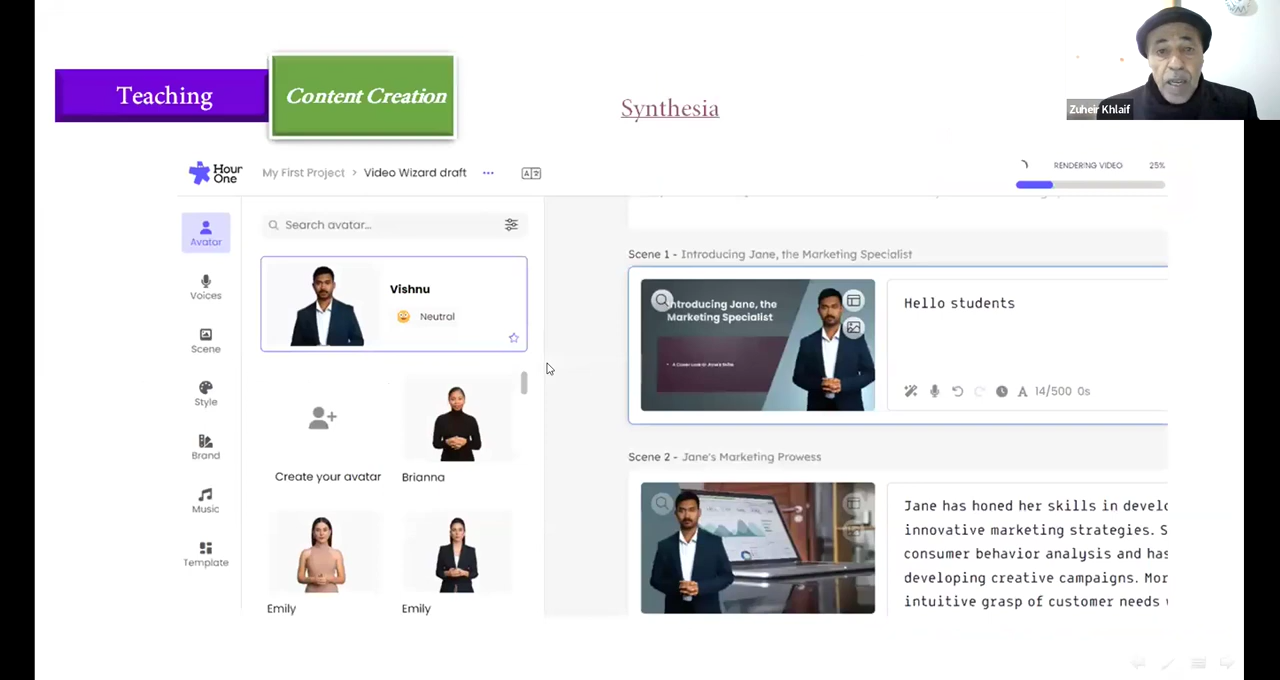 Teaching
Content Creation
Synthesia
Zuheir Khlaif
Hour One
My First Project > Video Wizard draft ...
RENDERING VIDEO 25%
Search avatar...
Avatar
Voices
Scene
Style
Brand
Music
Template
Vishnu
Neutral
Create your avatar
Brianna
Emily
Emily
Scene 1 - Introducing Jane, the Marketing Specialist
ntroducing Jane, the
Marketing Specialist
Hello students
A 14/500 0s
Scene 2 - Jane's Marketing Prowess
Jane has honed her skills in develo
innovative marketing strategies. S
consumer behavior analysis and has
developing creative campaigns. Mor
intuitive grasp of customer needs